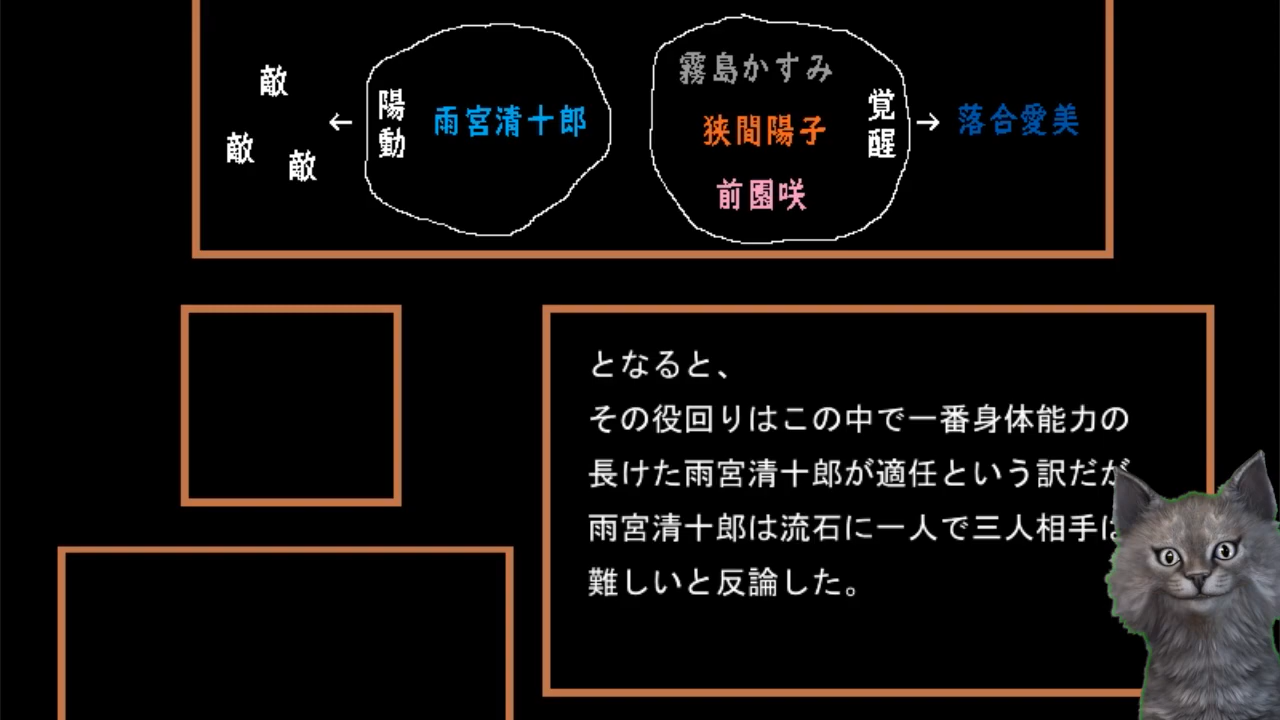 敵
敵
敵
←
陽動
雨宮清十郎
霧島かすみ
狭間陽子
前園咲
覚醒
→
落合愛美
となると、
その役回りはこの中で一番身体能力の
長けた雨宮清十郎が適任という訳だが
雨宮清十郎は流石に一人で三人相手は
難しいと反論した。